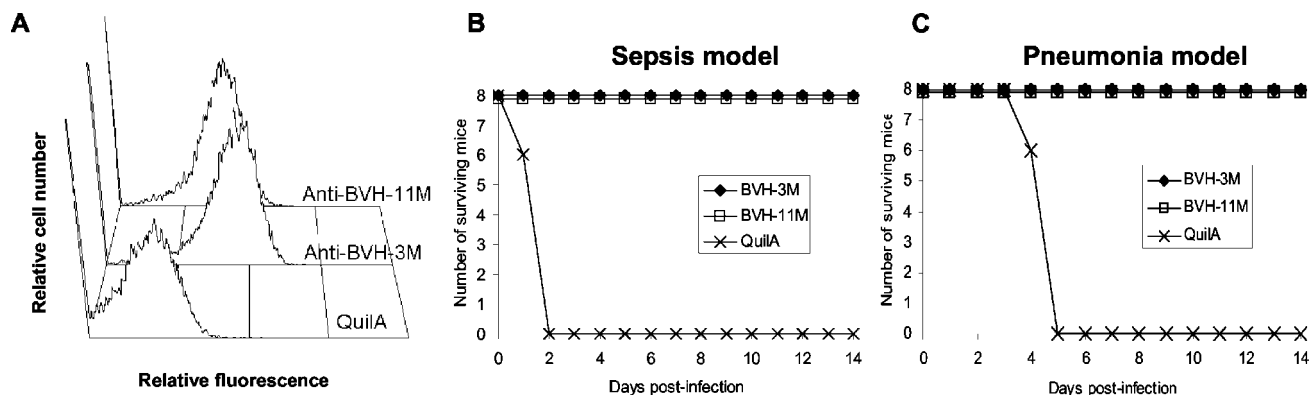 A
Relative cell number
Anti-BVH-11M
Anti-BVH-3M
QuilA
Relative fluorescence
B
Sepsis model
Number of surviving mice
8
7
6
5
4
3
2
1
0
0 2 4 6 8 10 12 14
Days post-infection
BVH-3M
BVH-11M
QuilA
C
Pneumonia model
Number of surviving mice
8
7
6
5
4
3
2
1
0
0 2 4 6 8 10 12 14
Days post-infection
BVH-3M
BVH-11M
QuilA